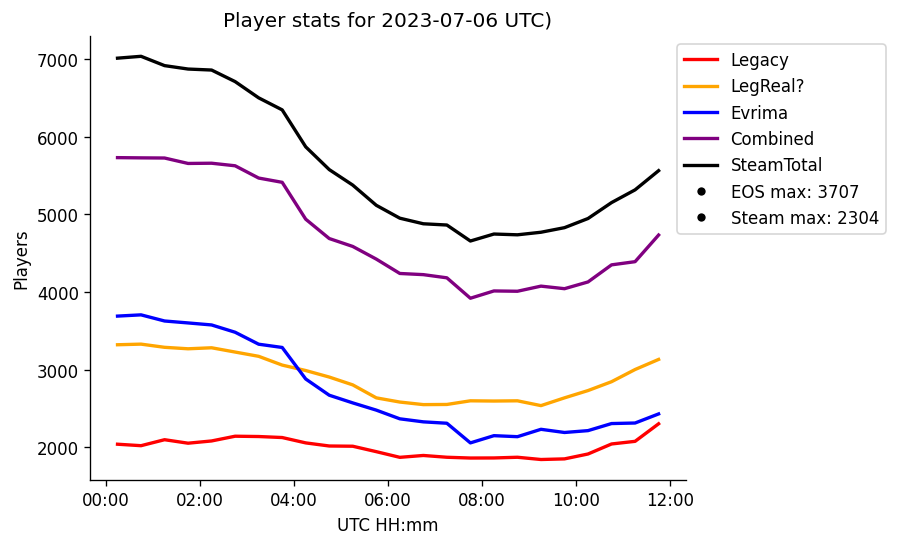 Player stats for 2023-07-06 UTC)
7000
6000
5000
4000
3000
2000
Players
00:00 02:00 04:00 06:00 08:00 10:00 12:00
UTC HH:mm
Legacy
LegReal?
Evrima
Combined
SteamTotal
EOS max: 3707
Steam max: 2304